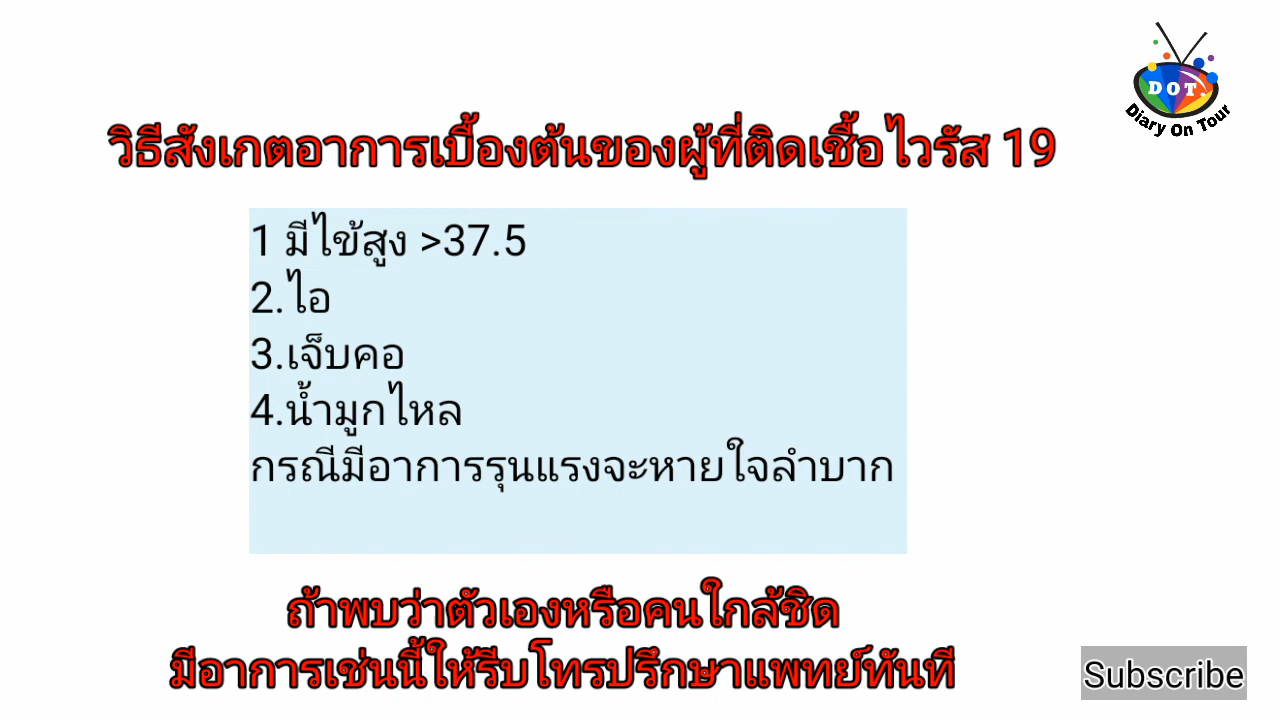 DOT.
Diary On Tour
วิธีสังเกตอาการเบื้องต้นของผู้ที่ติดเชื้อไวรัส 19
1 มีไข้สูง >37.5
2.ไอ
3.เจ็บคอ
4.น้ำมูกไหล
กรณีมีอาการรุนแรงจะหายใจลำบาก
ถ้าพบว่าตัวเองหรือคนใกล้ชิด
มีอาการเช่นนี้ให้รีบโทรปรึกษาแพทย์ทันที
Subscribe